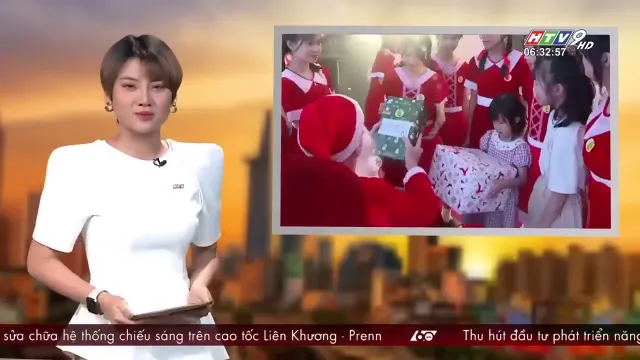 HTV9 HD
06:32:57
sửa chữa hệ thống chiếu sáng trên cao tốc Liên Khương - Prenn 60 Thu hút đầu tư phát triển năng